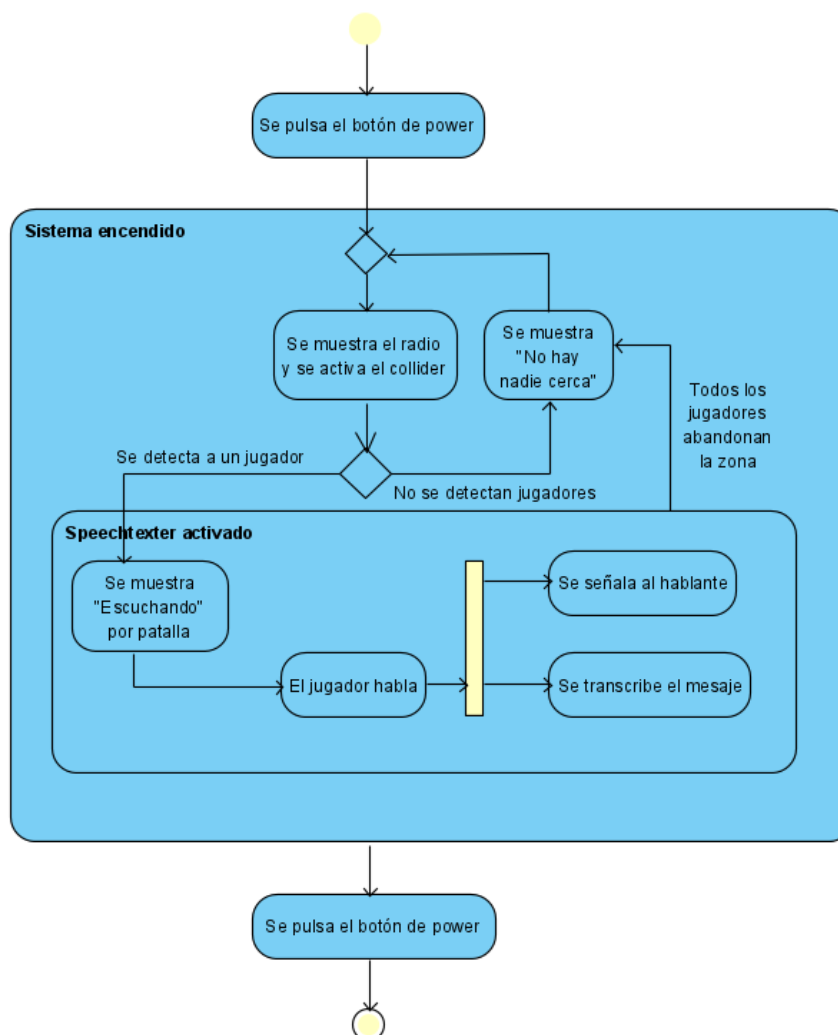 Se pulsa el botón de power
Sistema encendido
Se muestra el radio
y se activa el collider
Se muestra
"No hay
nadie cerca"
Todos los
jugadores
abandonan
la zona
Se detecta a un jugador
No se detectan jugadores
Speechtexter activado
Se muestra
"Escuchando"
por patalla
Se señala al hablante
El jugador habla
Se transcribe el mesaje
Se pulsa el botón de power